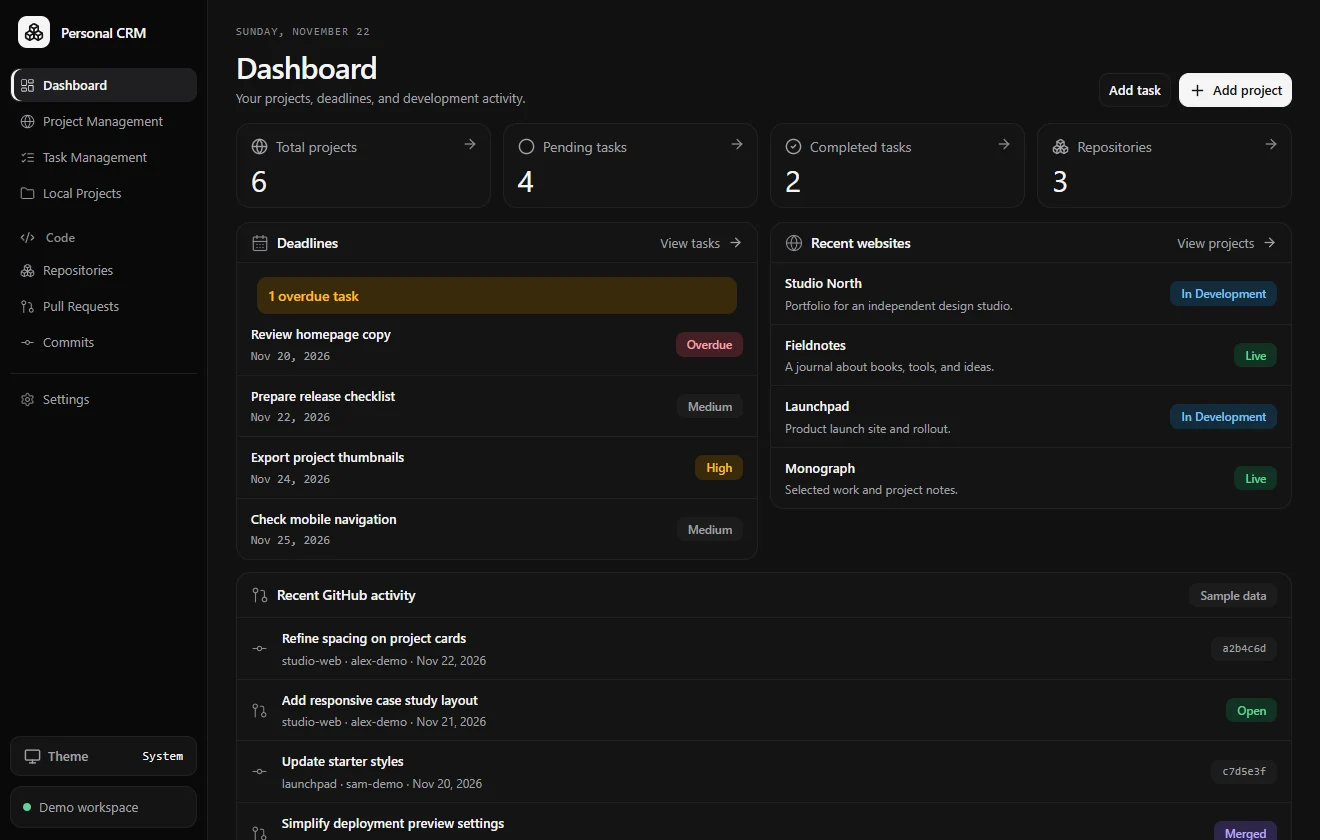 Personal CRM
Dashboard
Project Management
Task Management
Local Projects
Code
Repositories
Pull Requests
Commits
Settings
Theme System
Demo workspace
SUNDAY, NOVEMBER 22
Dashboard
Your projects, deadlines, and development activity.
Add task
Add project
Total projects
6
Pending tasks
4
Completed tasks
2
Repositories
3
Deadlines View tasks
1 overdue task
Review homepage copy
Nov 20, 2026
Overdue
Prepare release checklist
Nov 22, 2026
Medium
Export project thumbnails
Nov 24, 2026
High
Check mobile navigation
Nov 25, 2026
Medium
Recent websites View projects
Studio North
Portfolio for an independent design studio.
In Development
Fieldnotes
A journal about books, tools, and ideas.
Live
Launchpad
Product launch site and rollout.
In Development
Monograph
Selected work and project notes.
Live
Recent GitHub activity Sample data
Refine spacing on project cards
studio-web · alex-demo · Nov 22, 2026
a2b4c6d
Add responsive case study layout
studio-web · alex-demo · Nov 21, 2026
Open
Update starter styles
launchpad · sam-demo · Nov 20, 2026
c7d5e3f
Simplify deployment preview settings
Merged